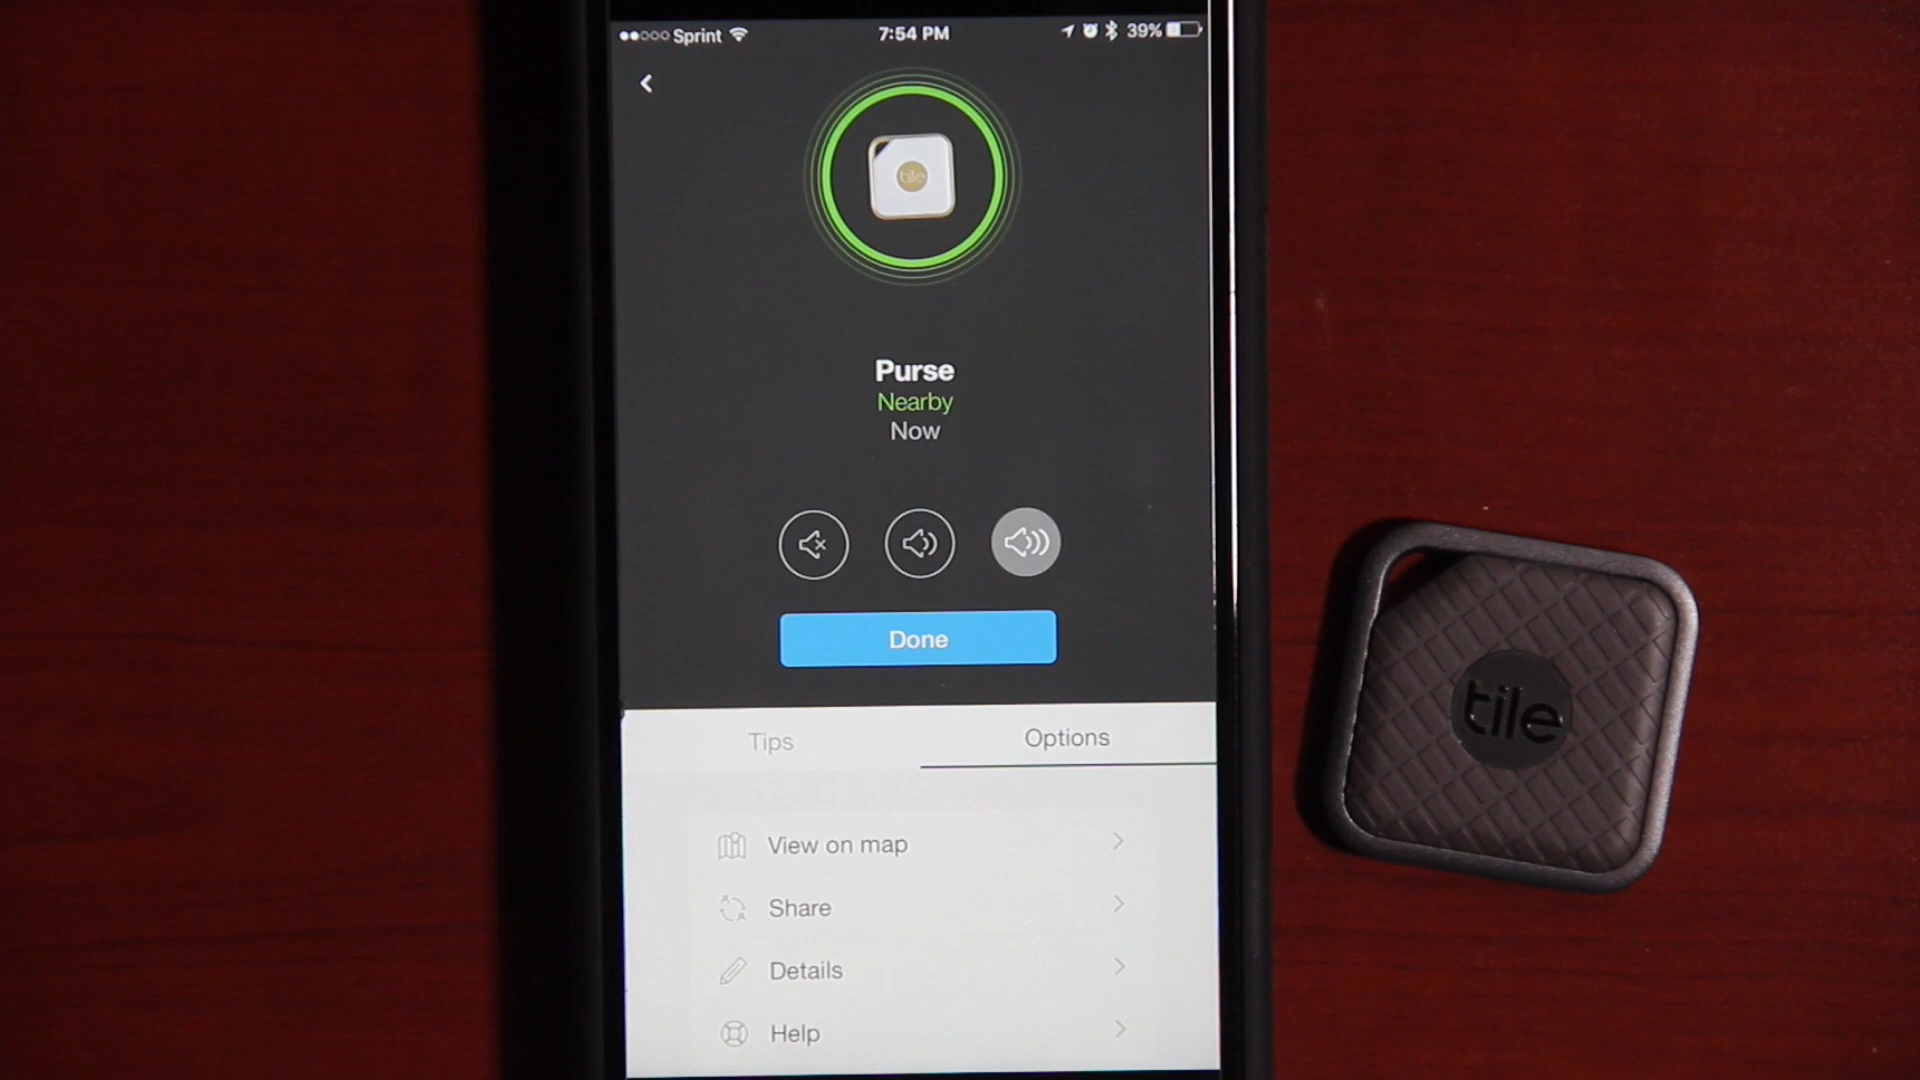 Sprint 7:54 PM 39%
tile
Purse
Nearby
Now
Done
Tips Options
View on map
Share
Details
Help
tile